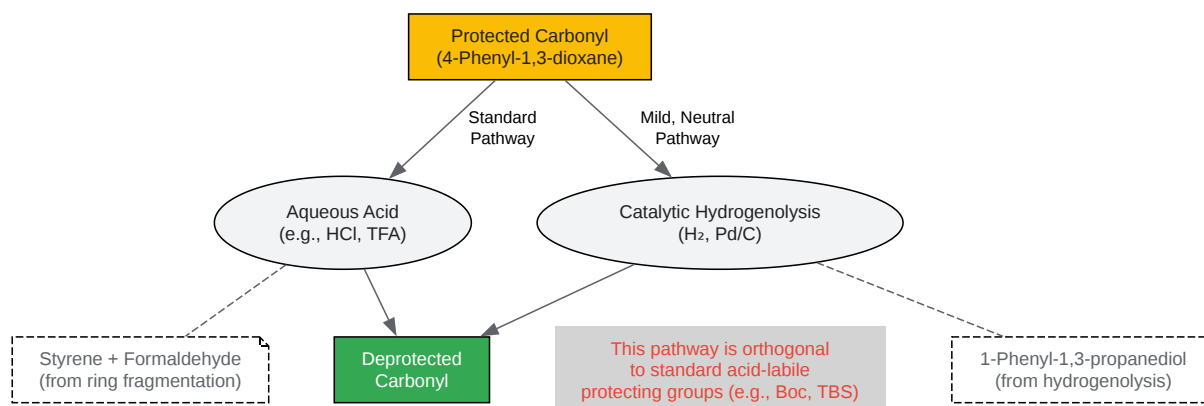 Protected Carbonyl
(4-Phenyl-1,3-dioxane)
Standard
Pathway
Mild, Neutral
Pathway
Aqueous Acid
(e.g., HCl, TFA)
Catalytic Hydrogenolysis
(H₂, Pd/C)
Styrene + Formaldehyde
(from ring fragmentation)
Deprotected
Carbonyl
This pathway is orthogonal
to standard acid-labile
protecting groups (e.g., Boc, TBS)
1-Phenyl-1,3-propanediol
(from hydrogenolysis)